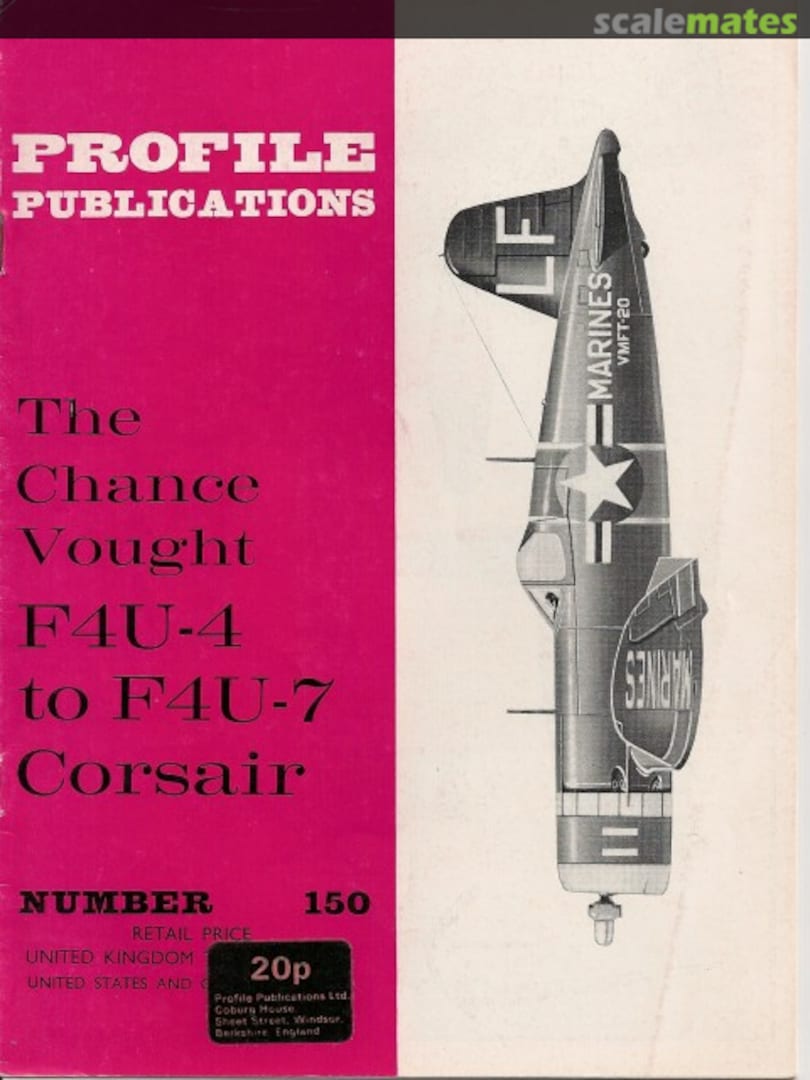 scalemates
PROFILE
PUBLICATIONS
The
Chance
Vought
F4U-4
to F4U-7
Corsair
NUMBER 150
RETAIL PRICE
UNITED KINGDOM
UNITED STATES AND
20p
Profile Publications Ltd.
Coburg House,
Sheet Street, Windsor,
Berkshire, England
LF
MARINES
VMFT-20
MARINES
11